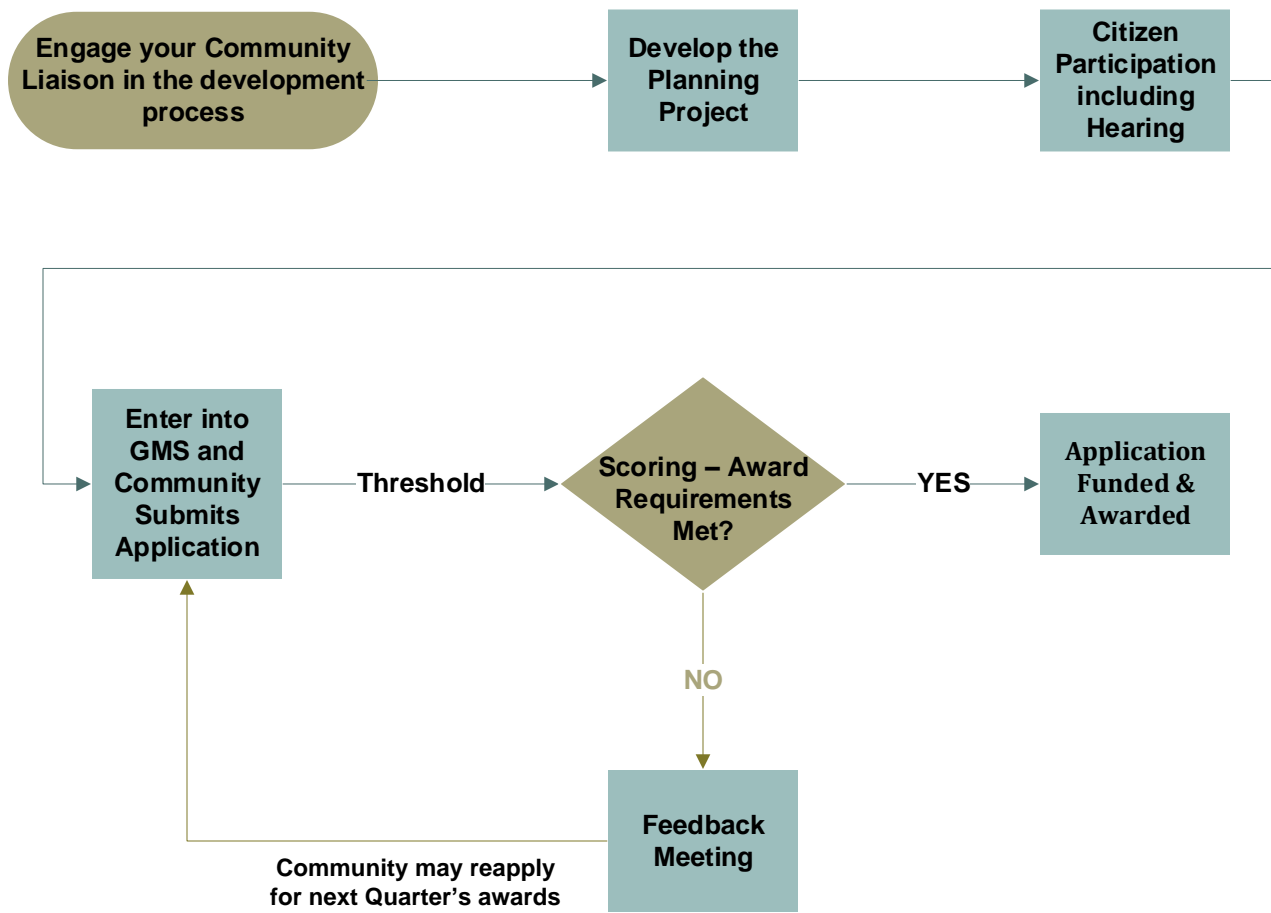 Engage your Community
Liaison in the development
process
Develop the
Planning
Project
Citizen
Participation
including
Hearing
Enter into
GMS and
Community
Submits
Application
Threshold
Scoring – Award
Requirements
Met?
YES
Application
Funded &
Awarded
NO
Feedback
Meeting
Community may reapply
for next Quarter’s awards